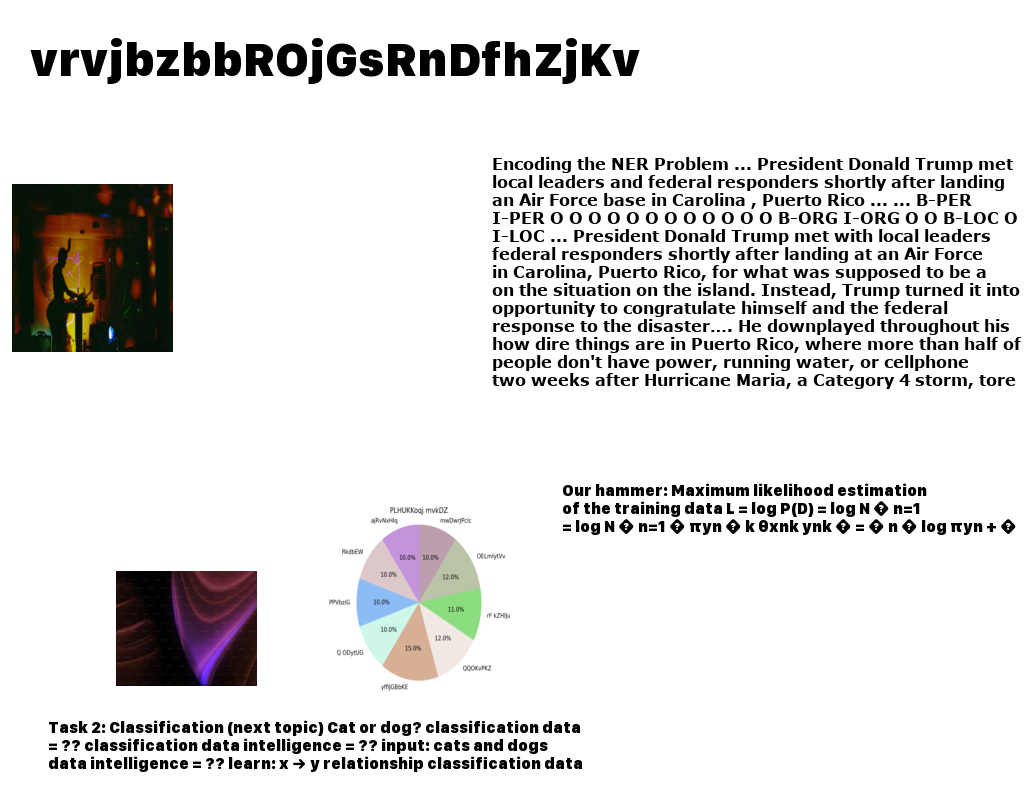 vrvjbzbbROjGsRnDfhZjKv
Encoding the NER Problem ... President Donald Trump met
local leaders and federal responders shortly after landing
an Air Force base in Carolina , Puerto Rico ... ... B-PER
I-PER O O O O O O O O O O O O B-ORG I-ORG O O B-LOC O
I-LOC ... President Donald Trump met with local leaders
federal responders shortly after landing at an Air Force
in Carolina, Puerto Rico, for what was supposed to be a
on the situation on the island. Instead, Trump turned it into
opportunity to congratulate himself and the federal
response to the disaster.... He downplayed throughout his
how dire things are in Puerto Rico, where more than half of
people don't have power, running water, or cellphone
two weeks after Hurricane Maria, a Category 4 storm, tore
Our hammer: Maximum likelihood estimation
of the training data L = log P(D) = log N � n=1
= log N � n=1 � πyn � k θxnk ynk � = � n � log πyn + �
PLHUKKoqj mvkDZ
ajRvNxHlq
mwDwrJPclc
RkdbEW
OELmlytVv
10.0%
10.0%
10.0%
12.0%
PPVbziG
10.0%
11.0%
rF kZHlJu
10.0%
12.0%
15.0%
Q ODytUG
QQOKvPKZ
yfflJGBbKE
Task 2: Classification (next topic) Cat or dog? classification data
= ?? classification data intelligence = ?? input: cats and dogs
data intelligence = ?? learn: x → y relationship classification data